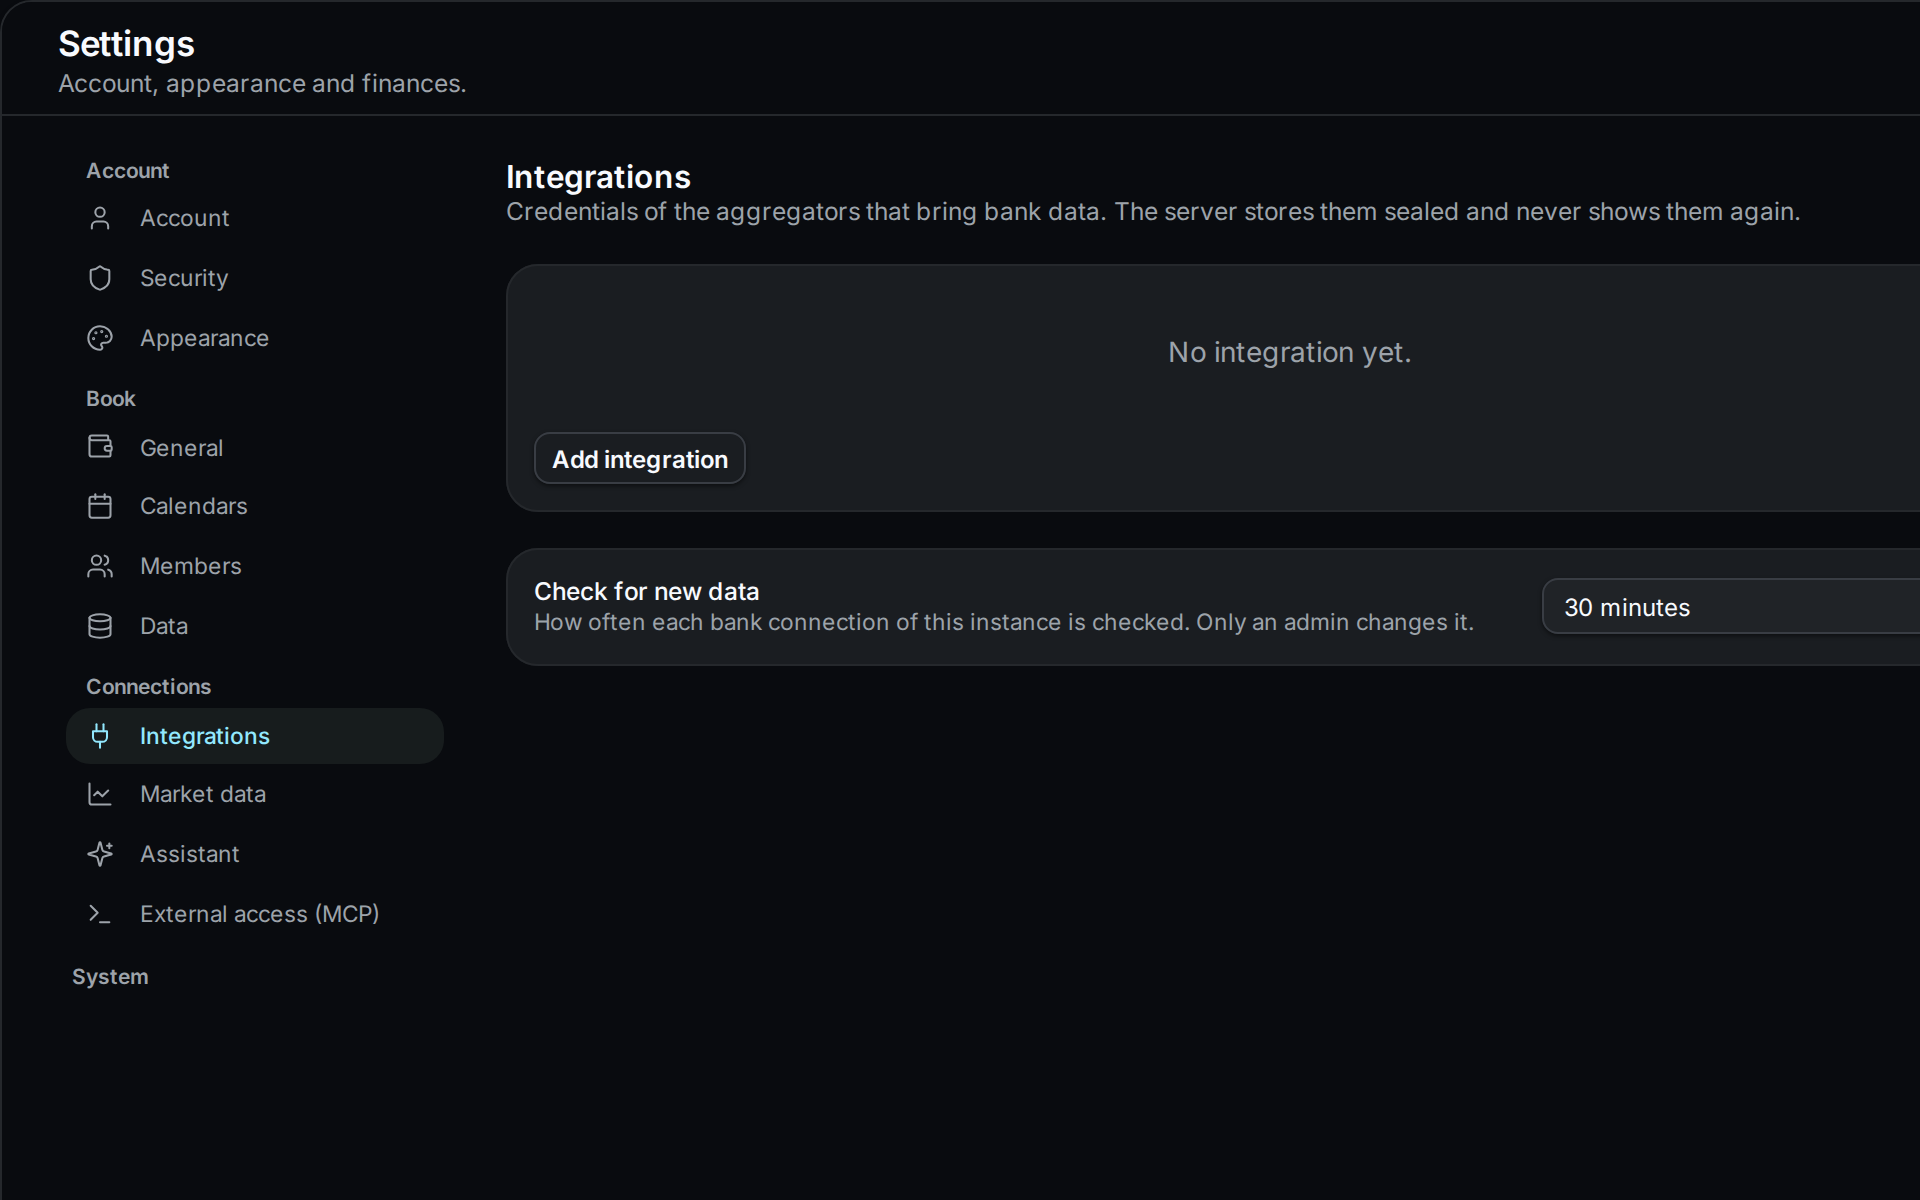 Settings
Account, appearance and finances.
Account
Account
Security
Appearance
Book
General
Calendars
Members
Data
Connections
Integrations
Market data
Assistant
External access (MCP)
System
Integrations
Credentials of the aggregators that bring bank data. The server stores them sealed and never shows them again.
No integration yet.
Add integration
Check for new data
How often each bank connection of this instance is checked. Only an admin changes it.
30 minutes